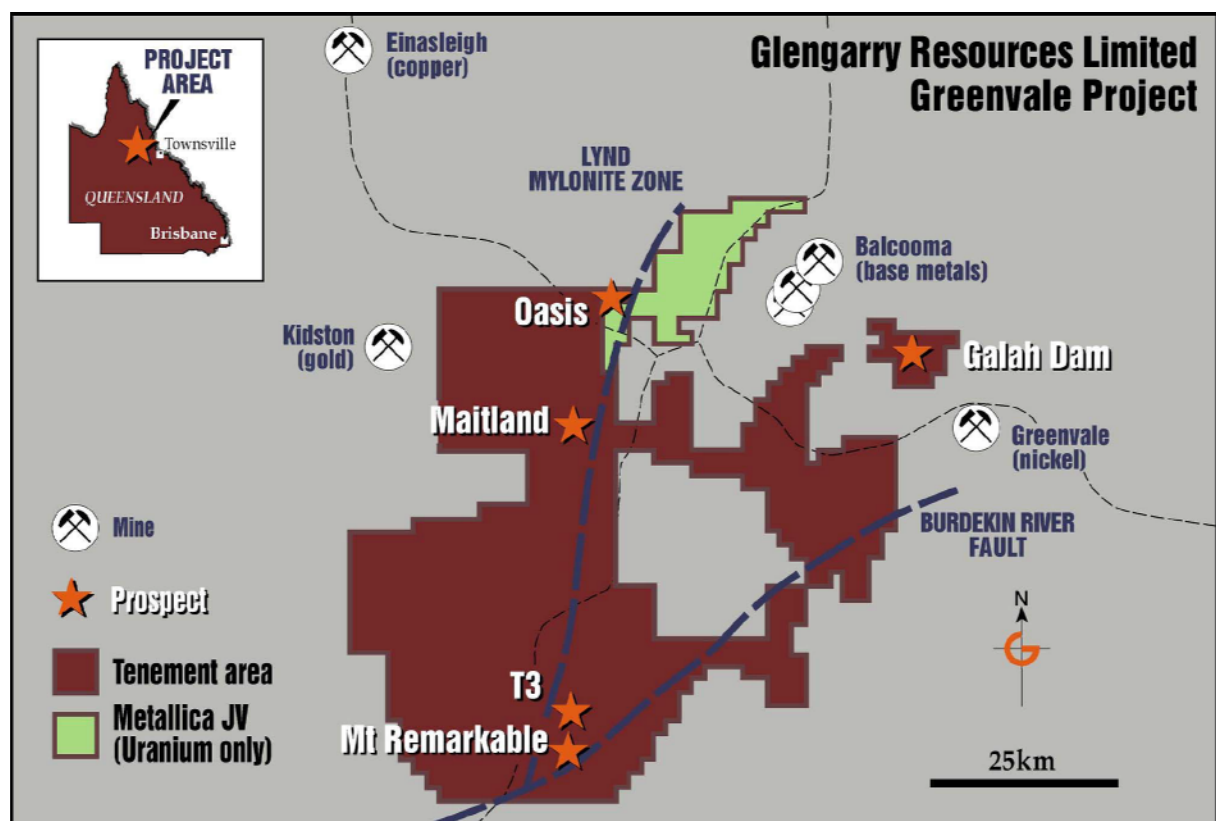 Glengarry Resources Limited
Greenvale Project
PROJECT
AREA
Townsville
QUEENSLAND
Brisbane
Einasleigh
(copper)
LYND
MYLONITE ZONE
Balcooma
(base metals)
Oasis
Kidston
(gold)
Galah Dam
Maitland
Greenvale
(nickel)
BURDEKIN RIVER
FAULT
Mine
Prospect
Tenement area
Metallica JV
(Uranium only)
T3
Mt Remarkable
N
25km